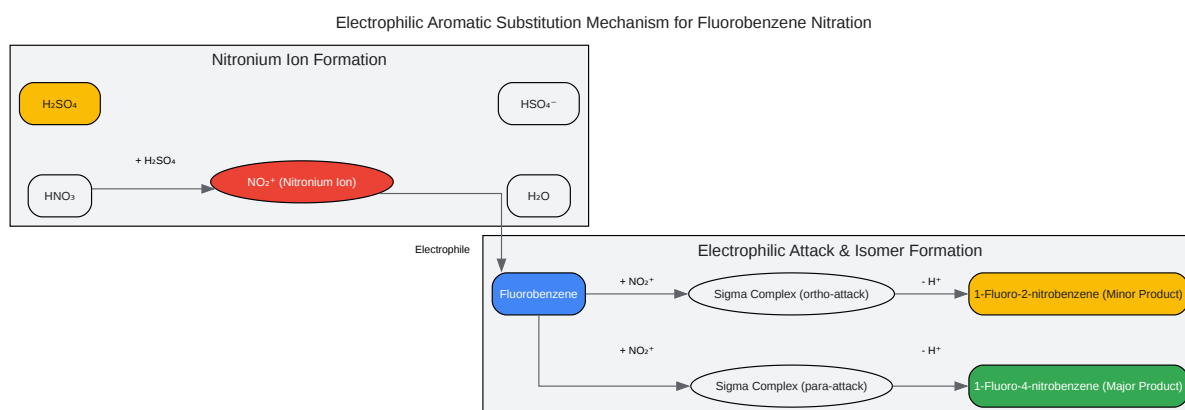 Electrophilic Aromatic Substitution Mechanism for Fluorobenzene Nitration
Nitronium Ion Formation
H₂SO₄
HSO₄⁻
+ H₂SO₄
HNO₃
NO₂⁺ (Nitronium Ion)
H₂O
Electrophile
Electrophilic Attack & Isomer Formation
Fluorobenzene
+ NO₂⁺
Sigma Complex (ortho-attack)
- H⁺
1-Fluoro-2-nitrobenzene (Minor Product)
+ NO₂⁺
Sigma Complex (para-attack)
- H⁺
1-Fluoro-4-nitrobenzene (Major Product)